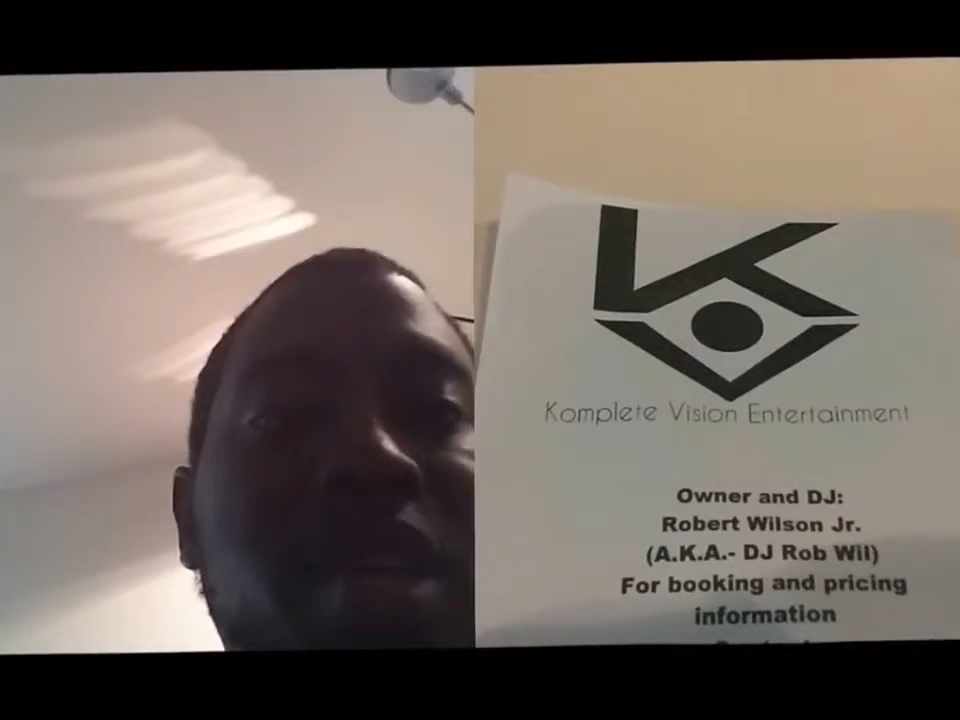 Komplete Vision Entertainment
Owner and DJ:
Robert Wilson Jr.
(A.K.A.- DJ Rob Wil)
For booking and pricing
information